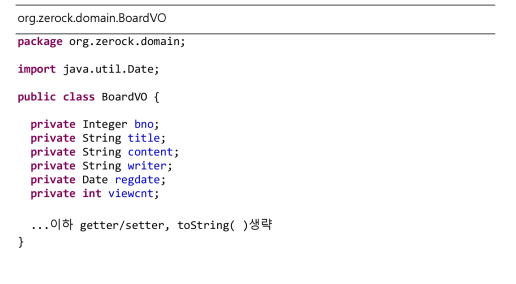 org.zerock.domain.BoardVO
package org.zerock.domain;
import java.util.Date;
public class BoardVO {
private Integer bno;
private String title;
private String content;
private String writer;
private Date regdate;
private int viewcnt;
...이하 getter/setter, toString( )생략
}